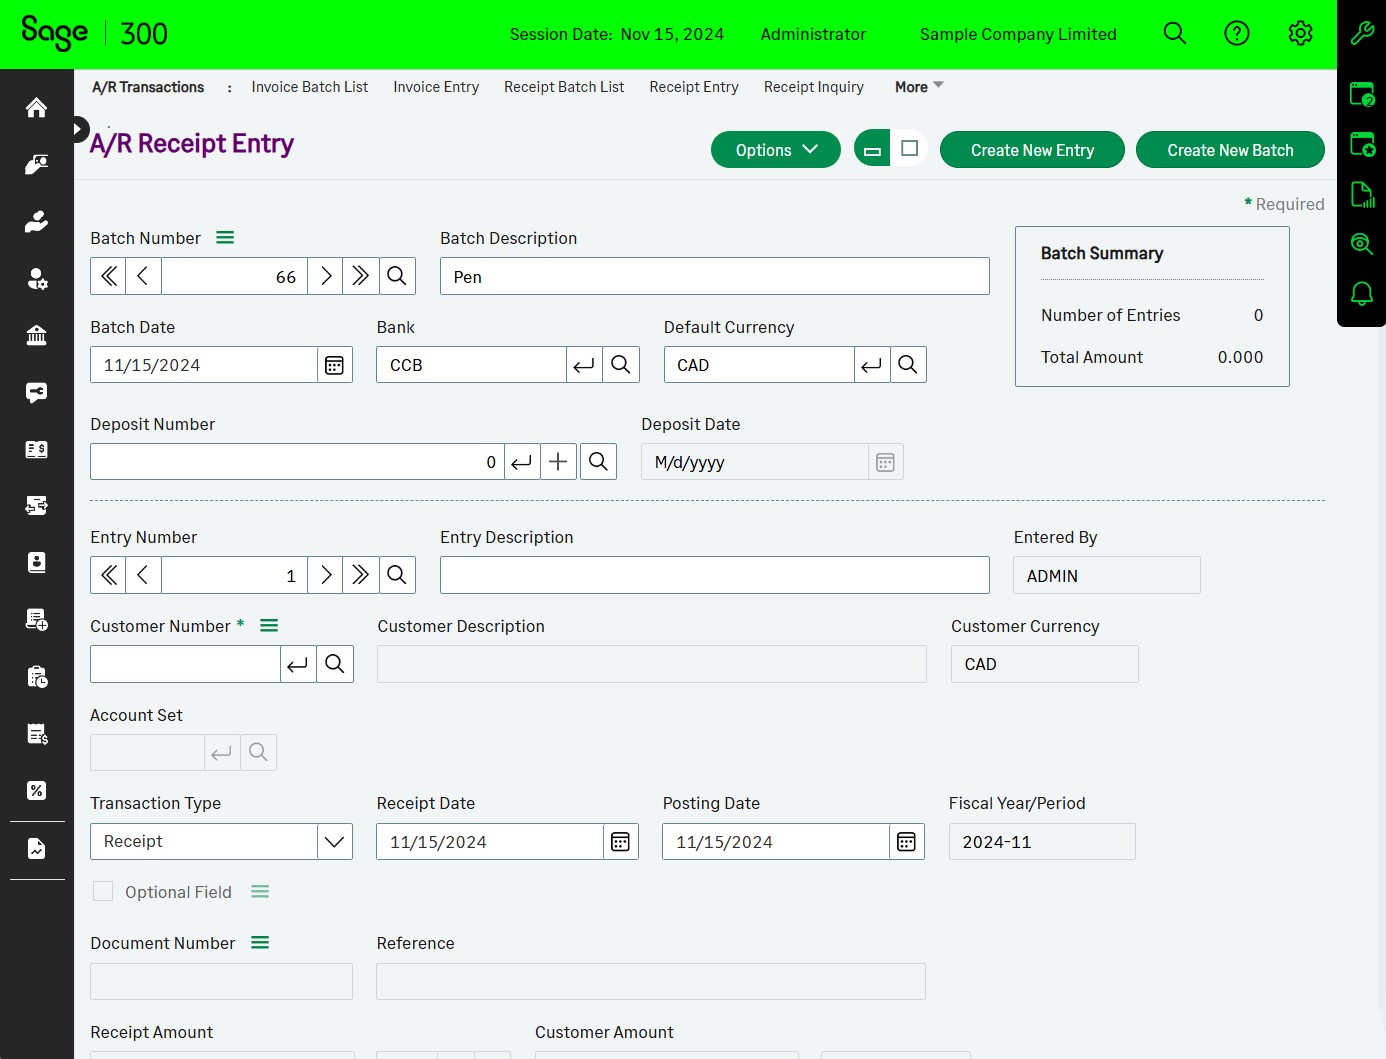 Sage 300 Session Date: Nov 15, 2024 Administrator Sample Company Limited
A/R Transactions : Invoice Batch List Invoice Entry Receipt Batch List Receipt Entry Receipt Inquiry More
A/R Receipt Entry Options Create New Entry Create New Batch
* Required
Batch Number Batch Description
66 Pen
Batch Summary
Number of Entries 0
Total Amount 0.000
Batch Date Bank Default Currency
11/15/2024 CCB CAD
Deposit Number Deposit Date
0 M/d/yyyy
Entry Number Entry Description Entered By
1 ADMIN
Customer Number * Customer Description Customer Currency
CAD
Account Set
Transaction Type Receipt Date Posting Date Fiscal Year/Period
Receipt 11/15/2024 11/15/2024 2024-11
Optional Field
Document Number Reference
Receipt Amount Customer Amount